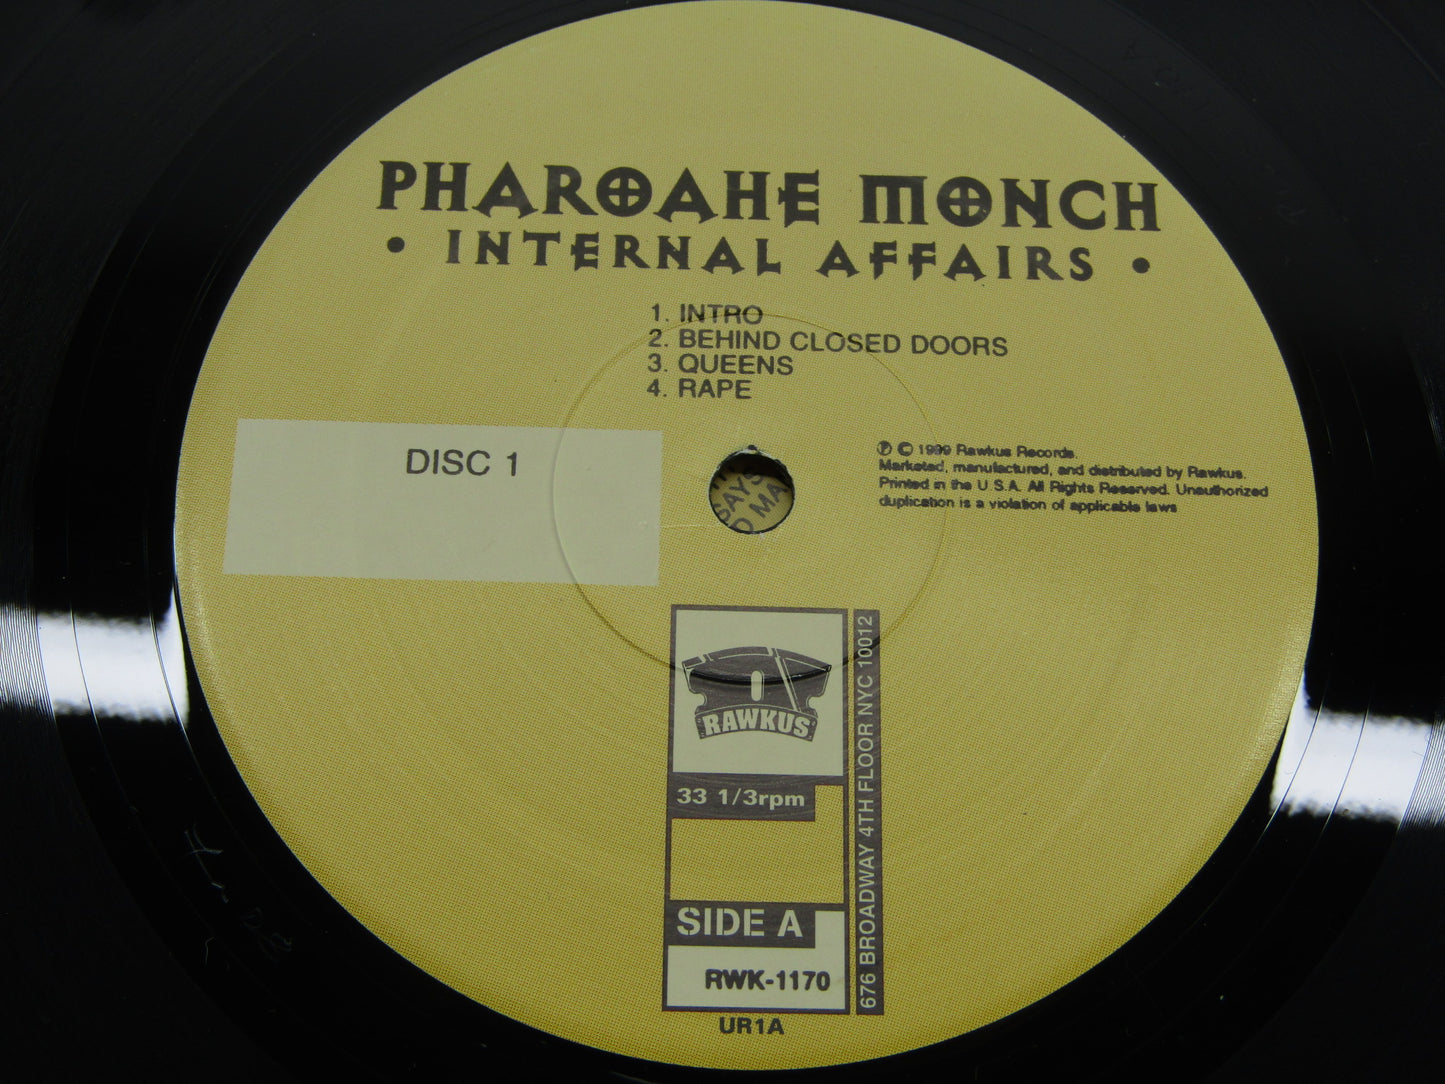 PHAROAHE MONCH
• INTERNAL AFFAIRS •
1. INTRO
2. BEHIND CLOSED DOORS
3. QUEENS
4. RAPE
DISC 1
℗ © 1999 Rawkus Records.
Marketed, manufactured, and distributed by Rawkus.
Printed in the U.S.A. All Rights Reserved. Unauthorized
duplication is a violation of applicable laws
RAWKUS
33 1/3rpm
SIDE A
RWK-1170
676 BROADWAY 4TH FLOOR NYC 10012
UR1A